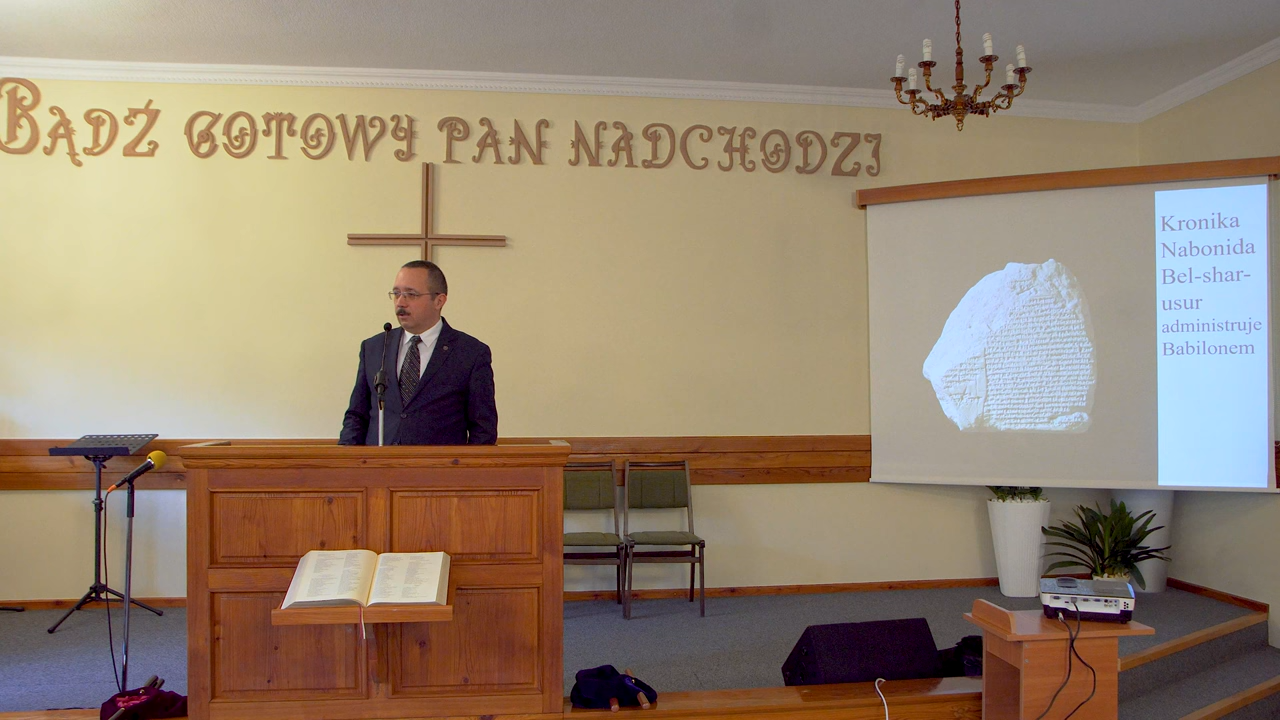 BĄDŹ GOTOWY PAN NADCHODZI
Kronika
Nabonida
Bel-shar-
usur
administruje
Babilonem